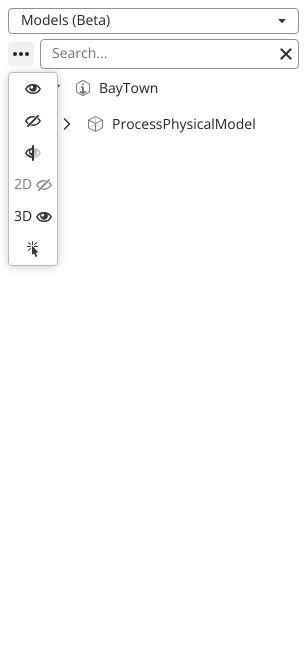 Models (Beta)
Search...
BayTown
ProcessPhysicalModel
2D
3D